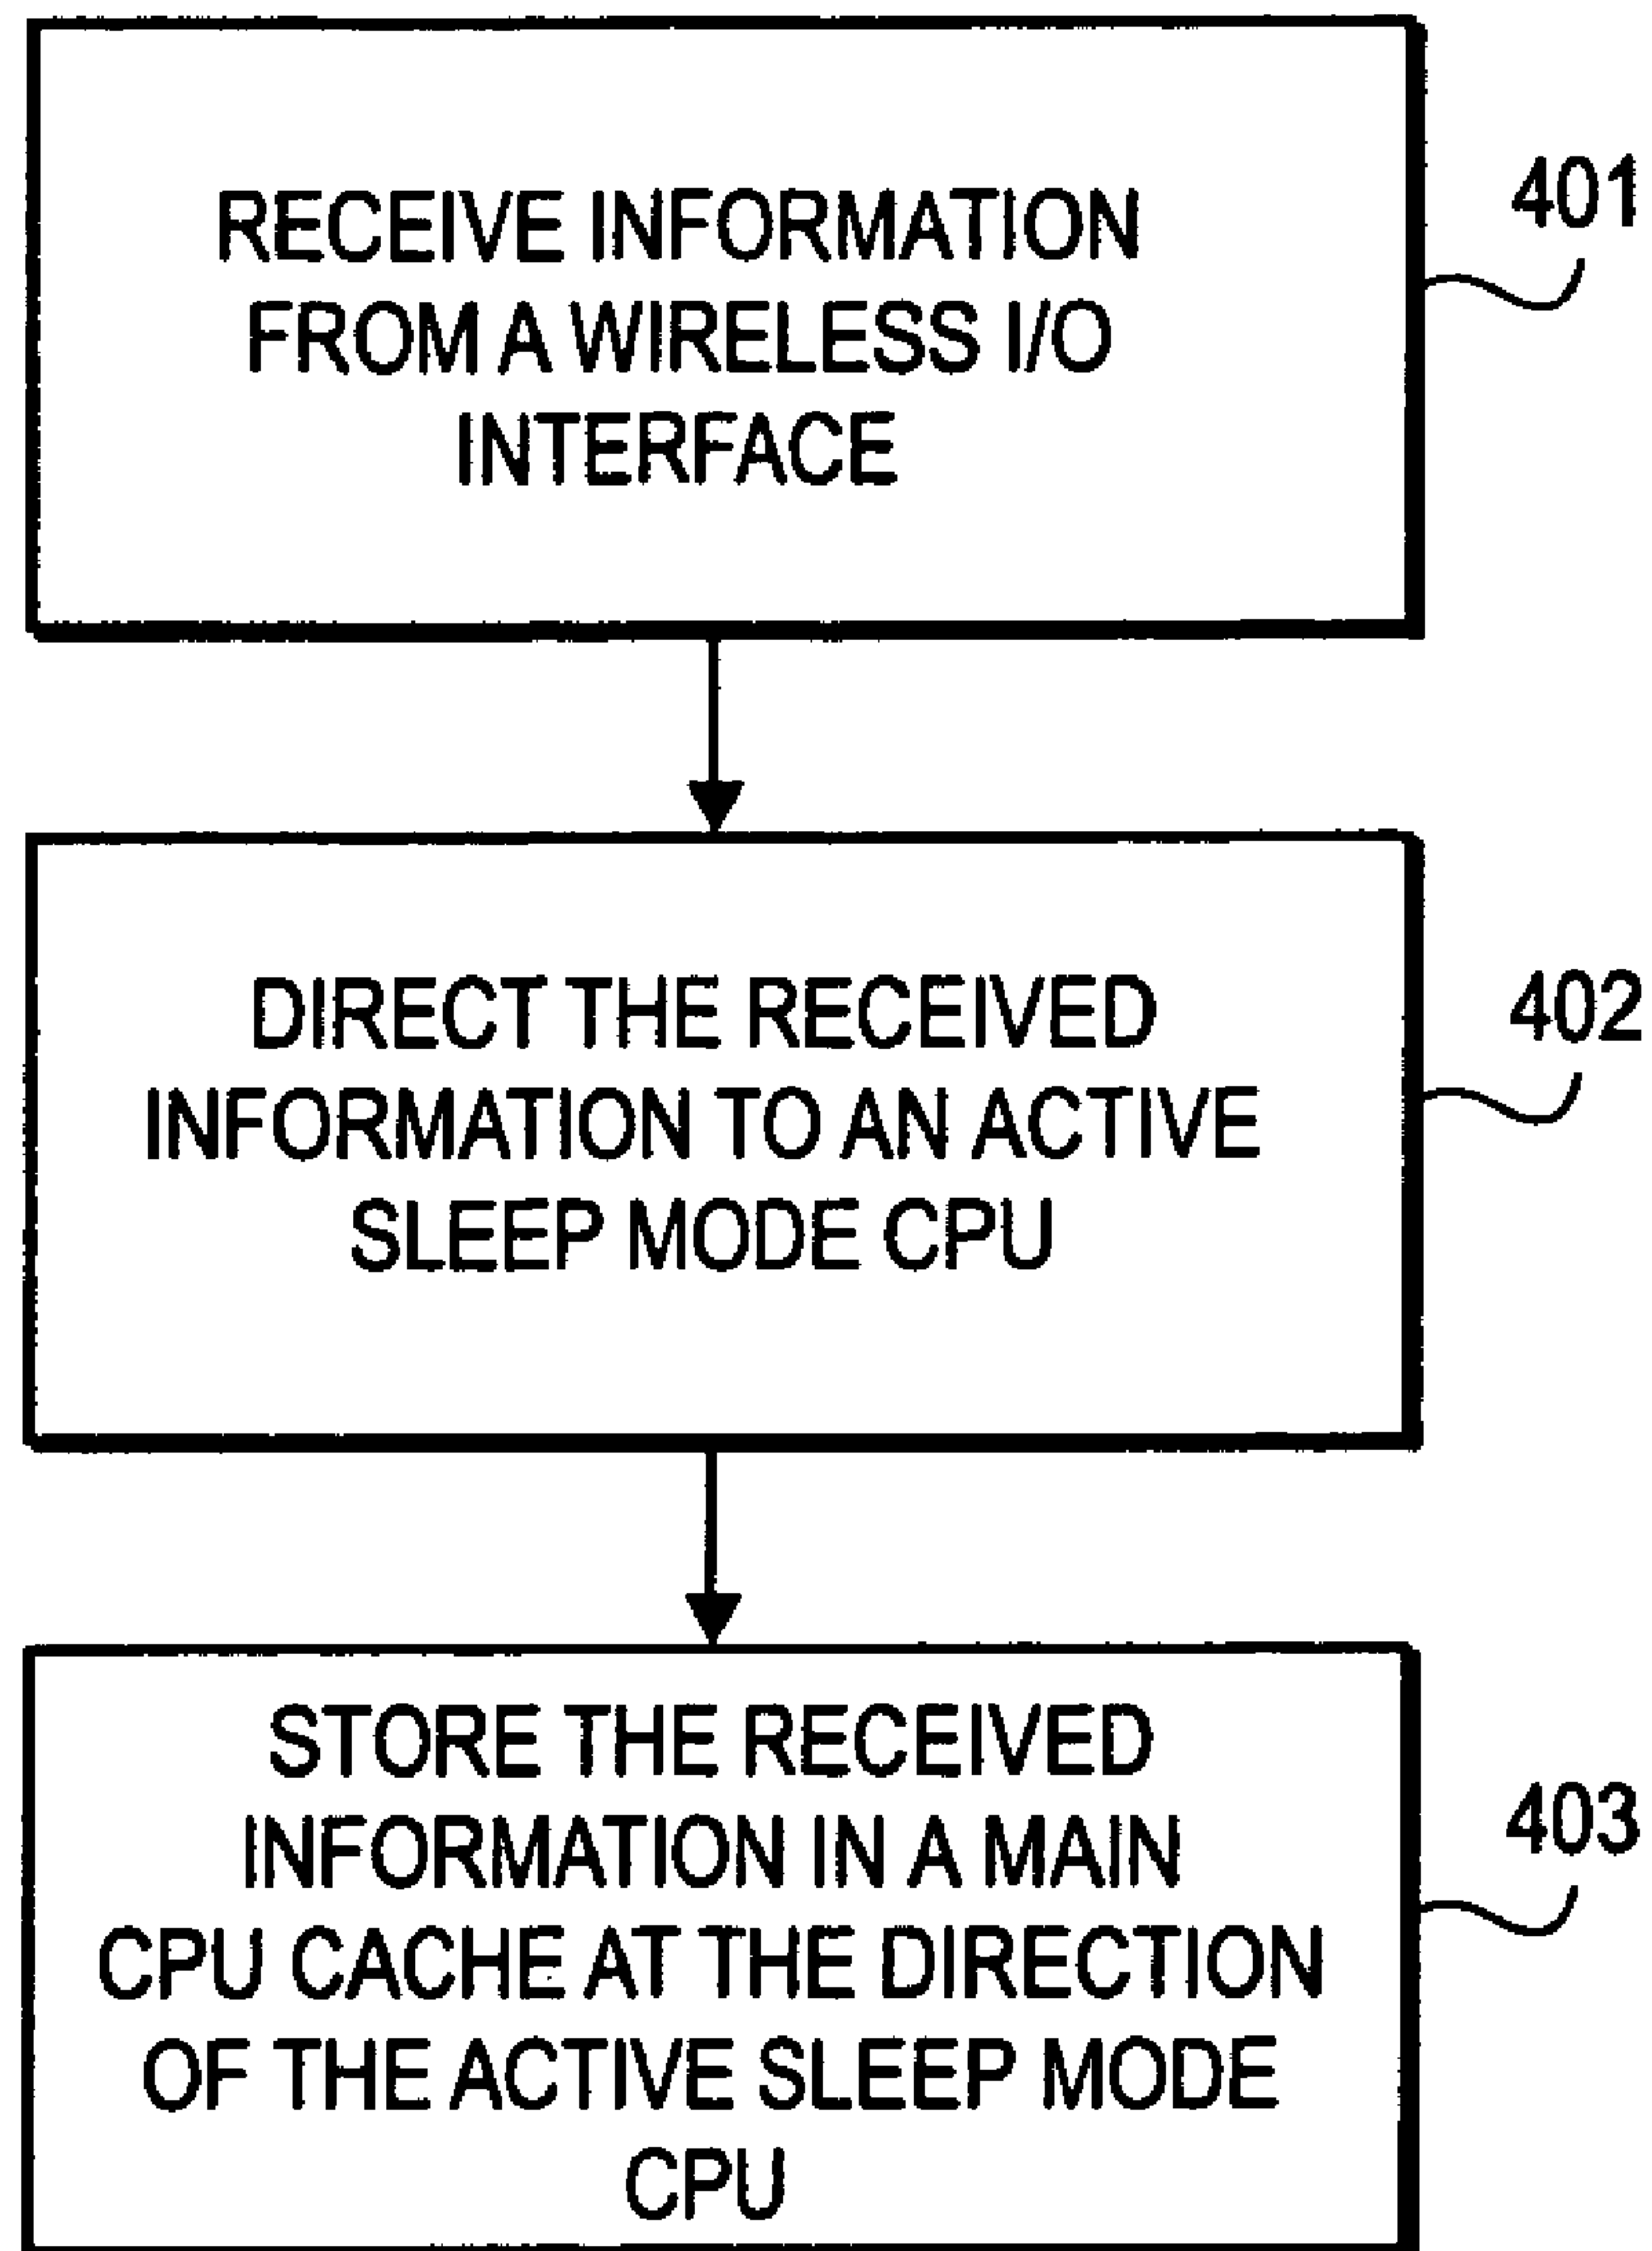 RECEIVE INFORMATION
FROM A WIRELESS I/O
INTERFACE
401
DIRECT THE RECEIVED
INFORMATION TO AN ACTIVE
SLEEP MODE CPU
402
STORE THE RECEIVED
INFORMATION IN A MAIN
CPU CACHE AT THE DIRECTION
OF THE ACTIVE SLEEP MODE
CPU
403